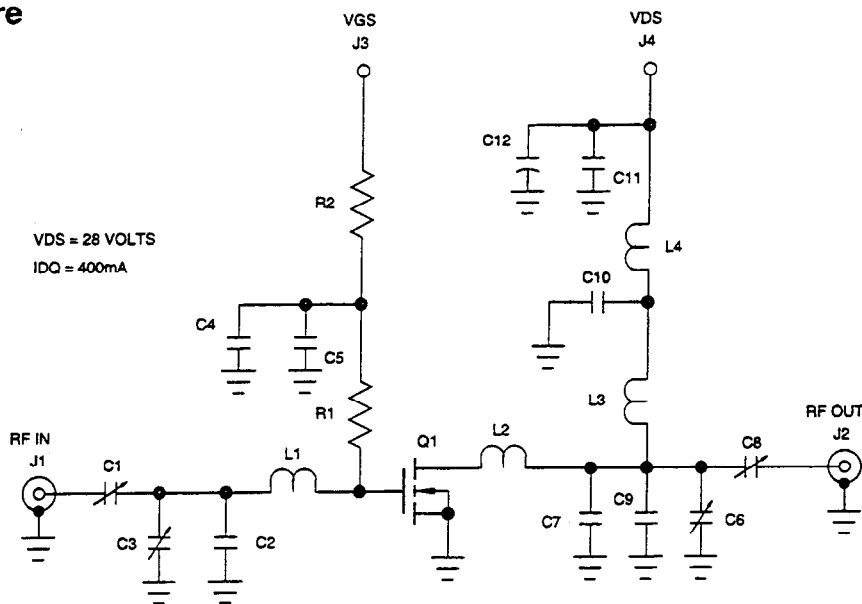 re
VGS
J3
VDS
J4
C12
C11
R2
VDS = 28 VOLTS
IDQ = 400mA
L4
C10
C4
C5
R1
L3
RF IN
J1
C1
L1
Q1
L2
C8
RF OUT
J2
C3
C2
C7
C9
C6